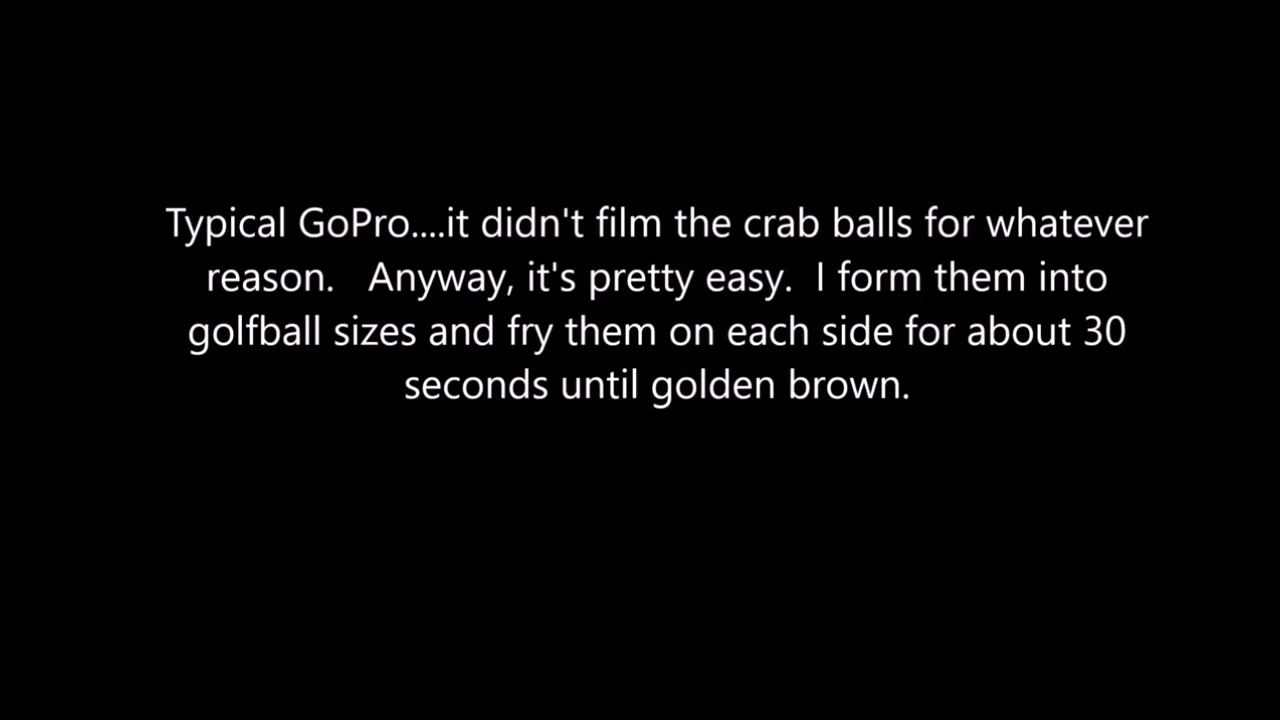 Typical GoPro....it didn't film the crab balls for whatever
reason.   Anyway, it's pretty easy.  I form them into
golfball sizes and fry them on each side for about 30
seconds until golden brown.